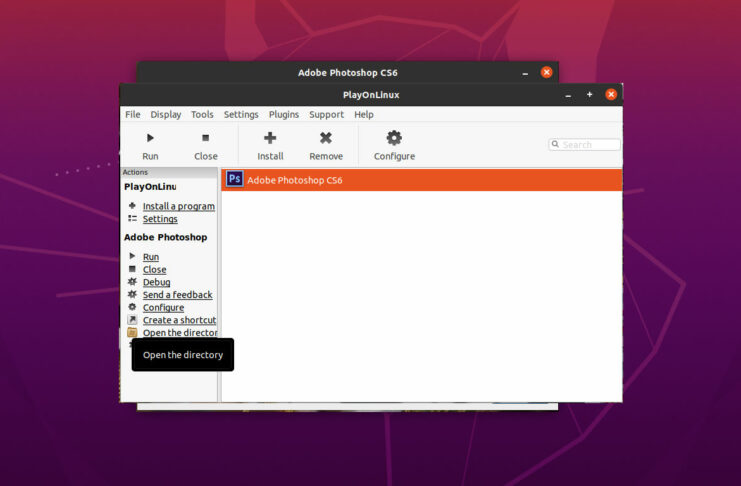 Adobe Photoshop CS6
PlayOnLinux
File Display Tools Settings Plugins Support Help
Run Close Install Remove Configure
Search
Actions
PlayOnLinu
Install a program
Settings
Ps Adobe Photoshop CS6
Adobe Photoshop
Run
Close
Debug
Send a feedback
Configure
Create a shortcut
Open the director
Open the directory